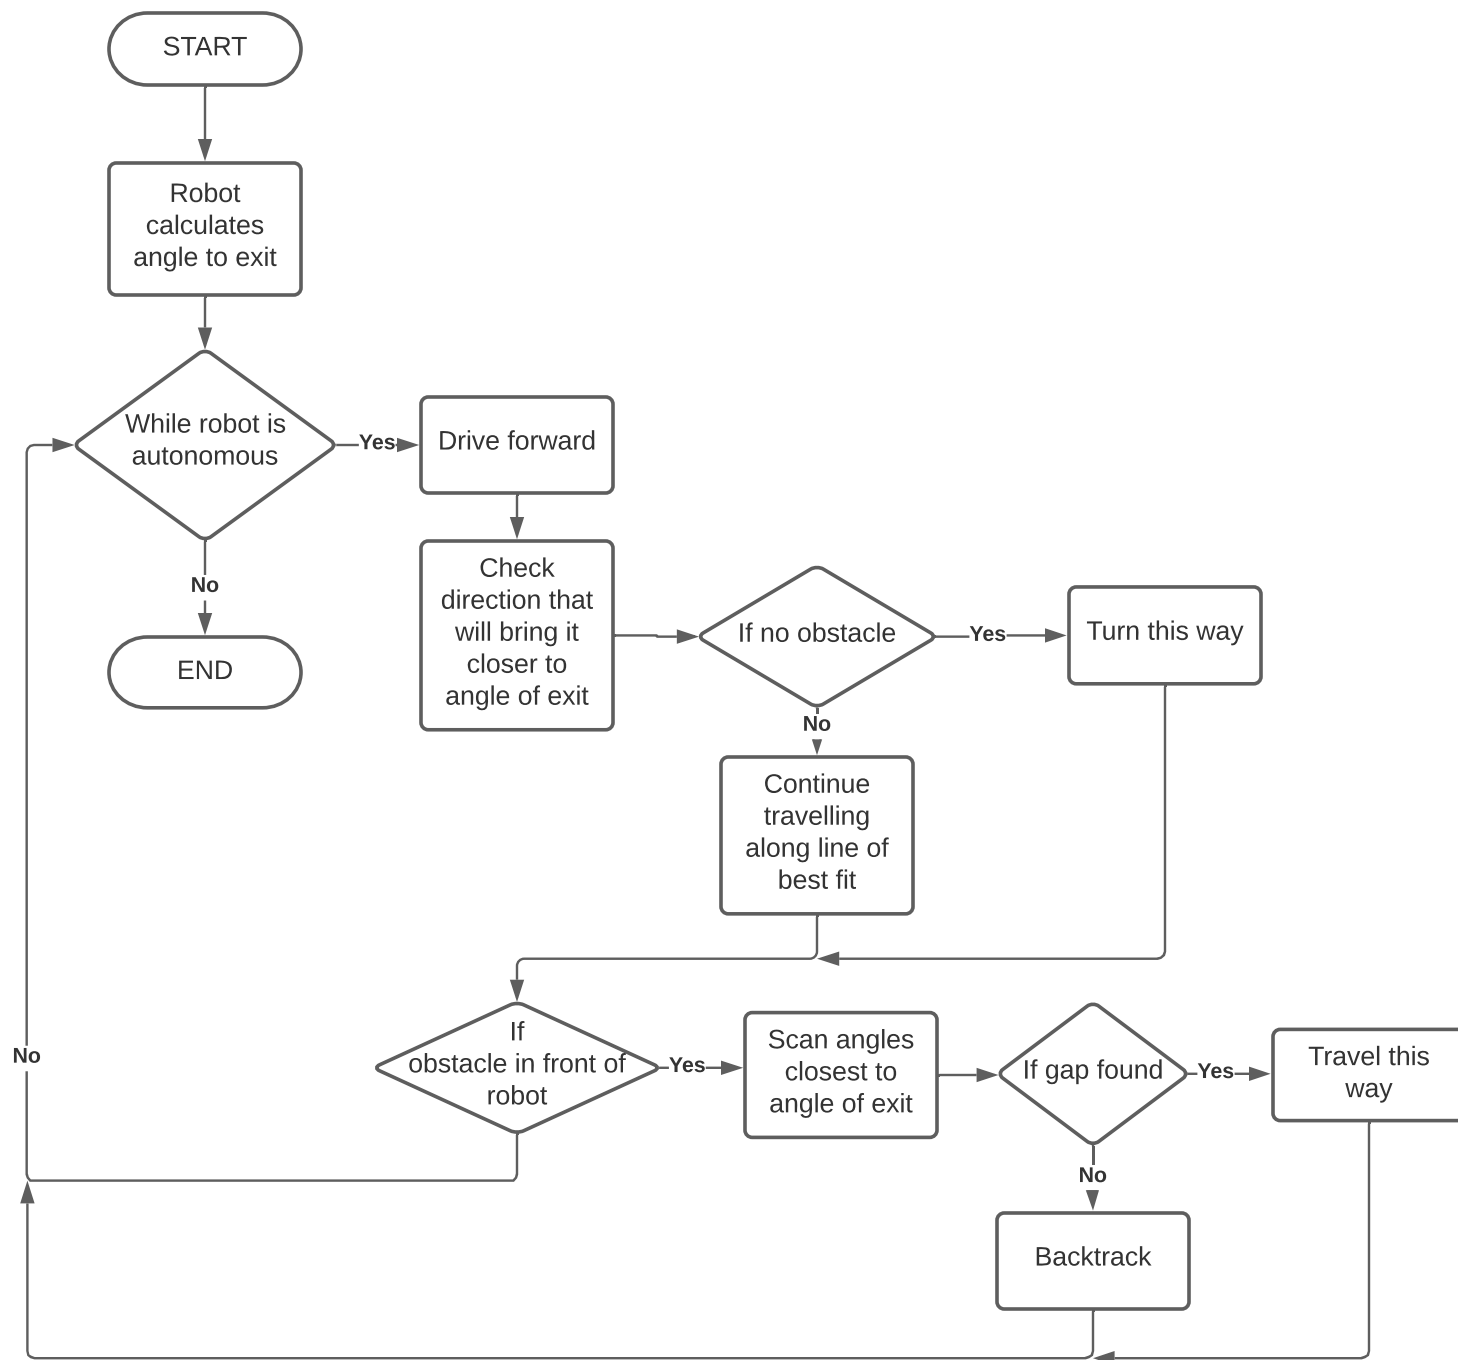 START
Robot
calculates
angle to exit
While robot is
autonomous
Yes
Drive forward
No
END
Check
direction that
will bring it
closer to
angle of exit
If no obstacle
Yes
Turn this way
No
Continue
travelling
along line of
best fit
If
obstacle in front of
robot
No
Yes
Scan angles
closest to
angle of exit
If gap found
Yes
Travel this
way
No
Backtrack